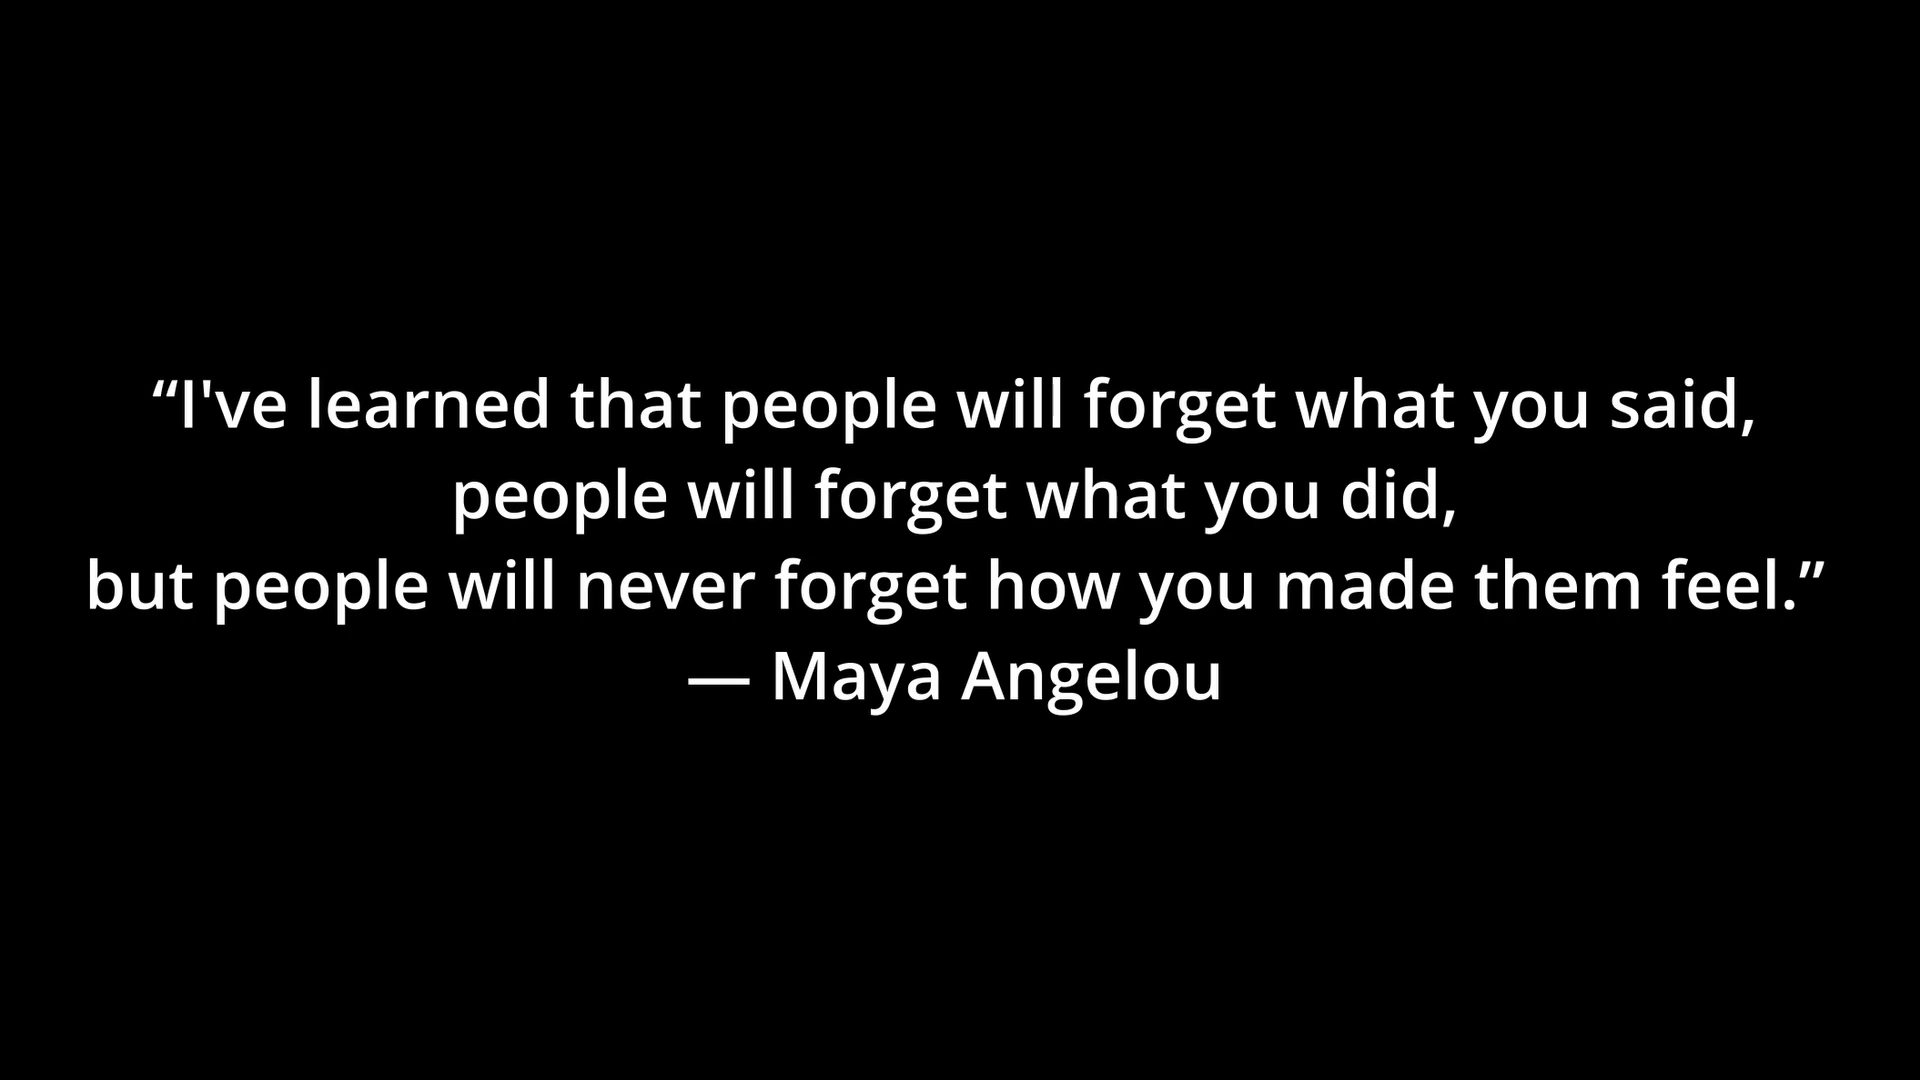 “I've learned that people will forget what you said,
people will forget what you did,
but people will never forget how you made them feel.”
— Maya Angelou